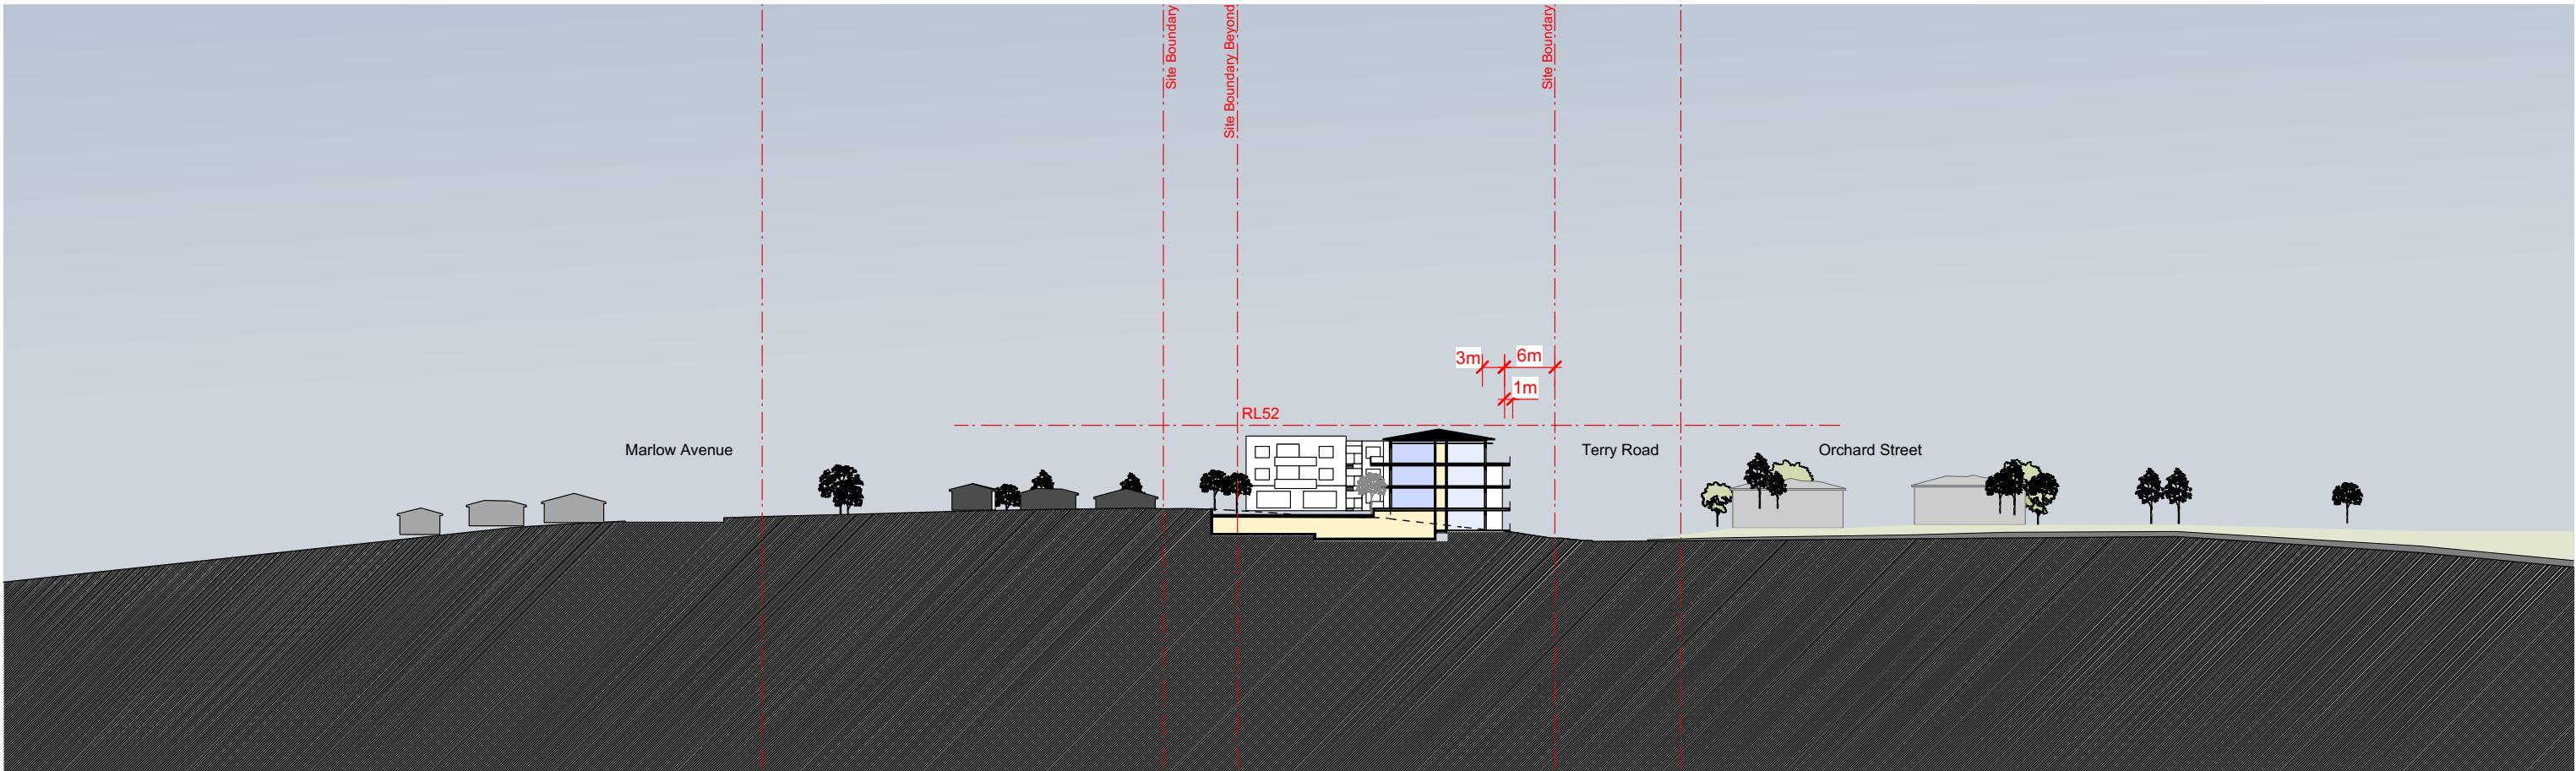 Site Boundary
Site Boundary Beyond
Site Boundary
3m
6m
1m
RL52
Marlow Avenue
Terry Road
Orchard Street